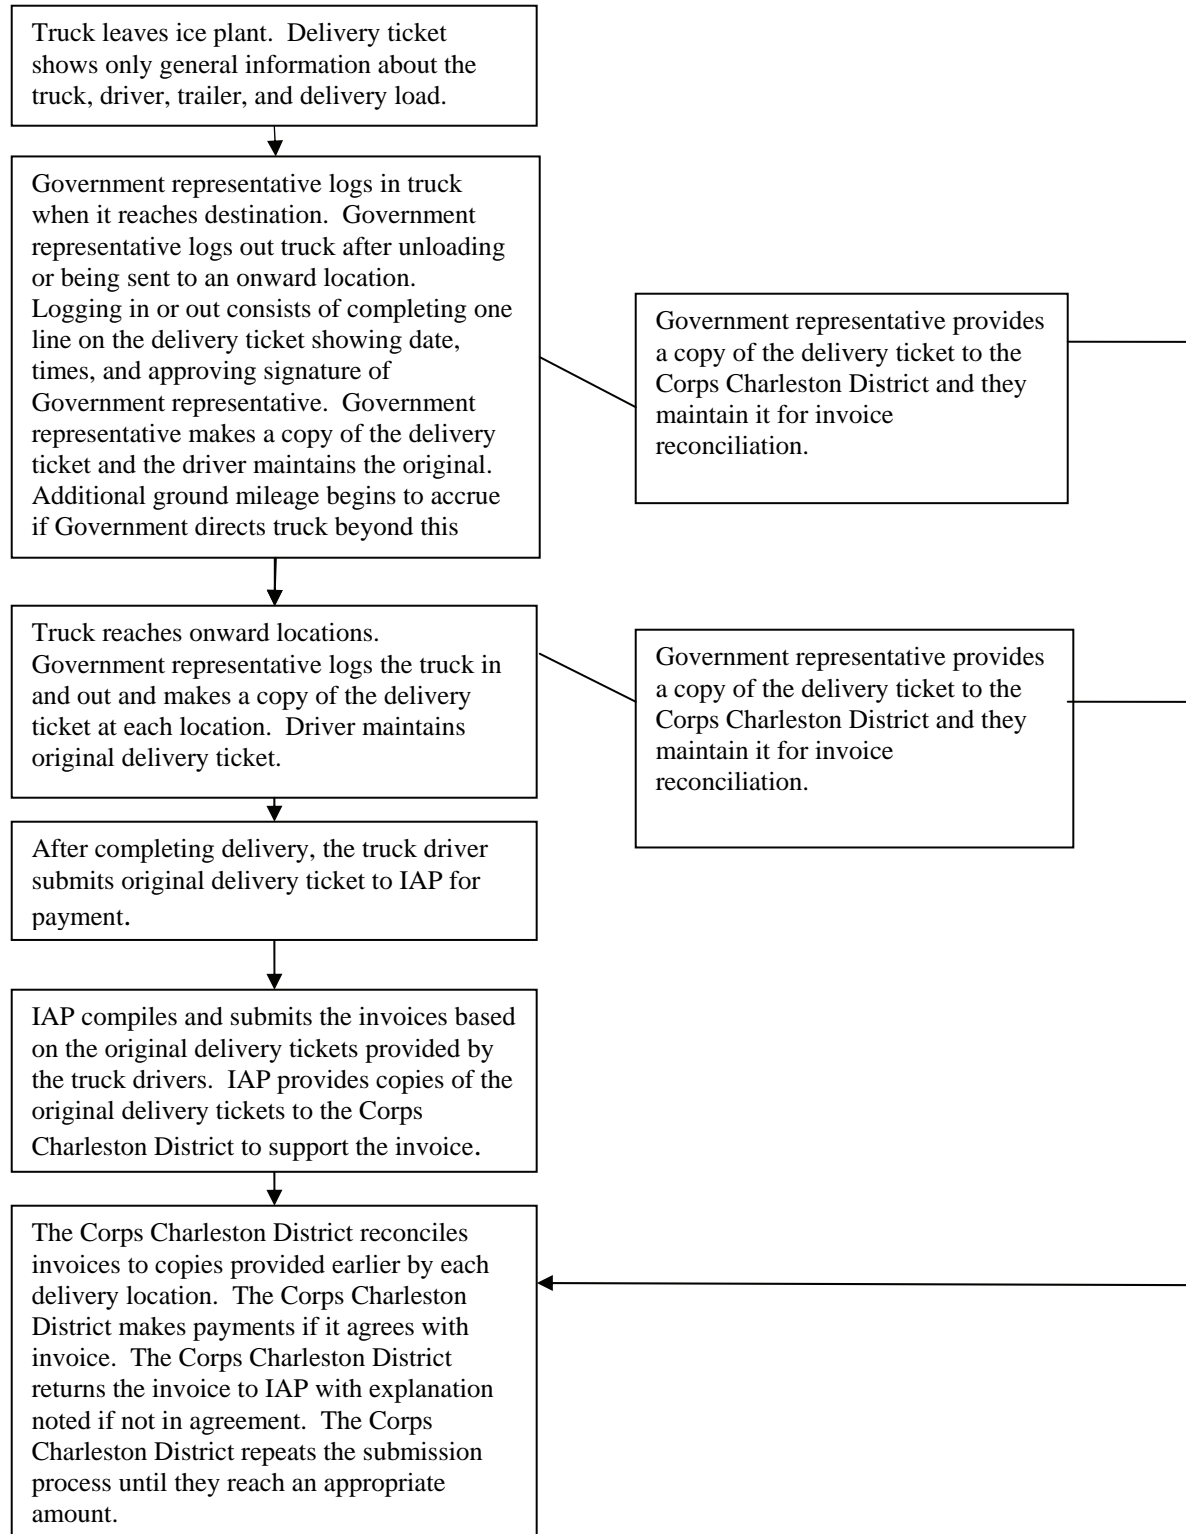 Truck leaves ice plant.  Delivery ticket
shows only general information about the
truck, driver, trailer, and delivery load.
Government representative logs in truck
when it reaches destination.  Government
representative logs out truck after unloading
or being sent to an onward location.
Logging in or out consists of completing one
line on the delivery ticket showing date,
times, and approving signature of
Government representative.  Government
representative makes a copy of the delivery
ticket and the driver maintains the original.
Additional ground mileage begins to accrue
if Government directs truck beyond this
Government representative provides
a copy of the delivery ticket to the
Corps Charleston District and they
maintain it for invoice
reconciliation.
Truck reaches onward locations.
Government representative logs the truck in
and out and makes a copy of the delivery
ticket at each location.  Driver maintains
original delivery ticket.
Government representative provides
a copy of the delivery ticket to the
Corps Charleston District and they
maintain it for invoice
reconciliation.
After completing delivery, the truck driver
submits original delivery ticket to IAP for
payment.
IAP compiles and submits the invoices based
on the original delivery tickets provided by
the truck drivers.  IAP provides copies of the
original delivery tickets to the Corps
Charleston District to support the invoice.
The Corps Charleston District reconciles
invoices to copies provided earlier by each
delivery location.  The Corps Charleston
District makes payments if it agrees with
invoice.  The Corps Charleston District
returns the invoice to IAP with explanation
noted if not in agreement.  The Corps
Charleston District repeats the submission
process until they reach an appropriate
amount.